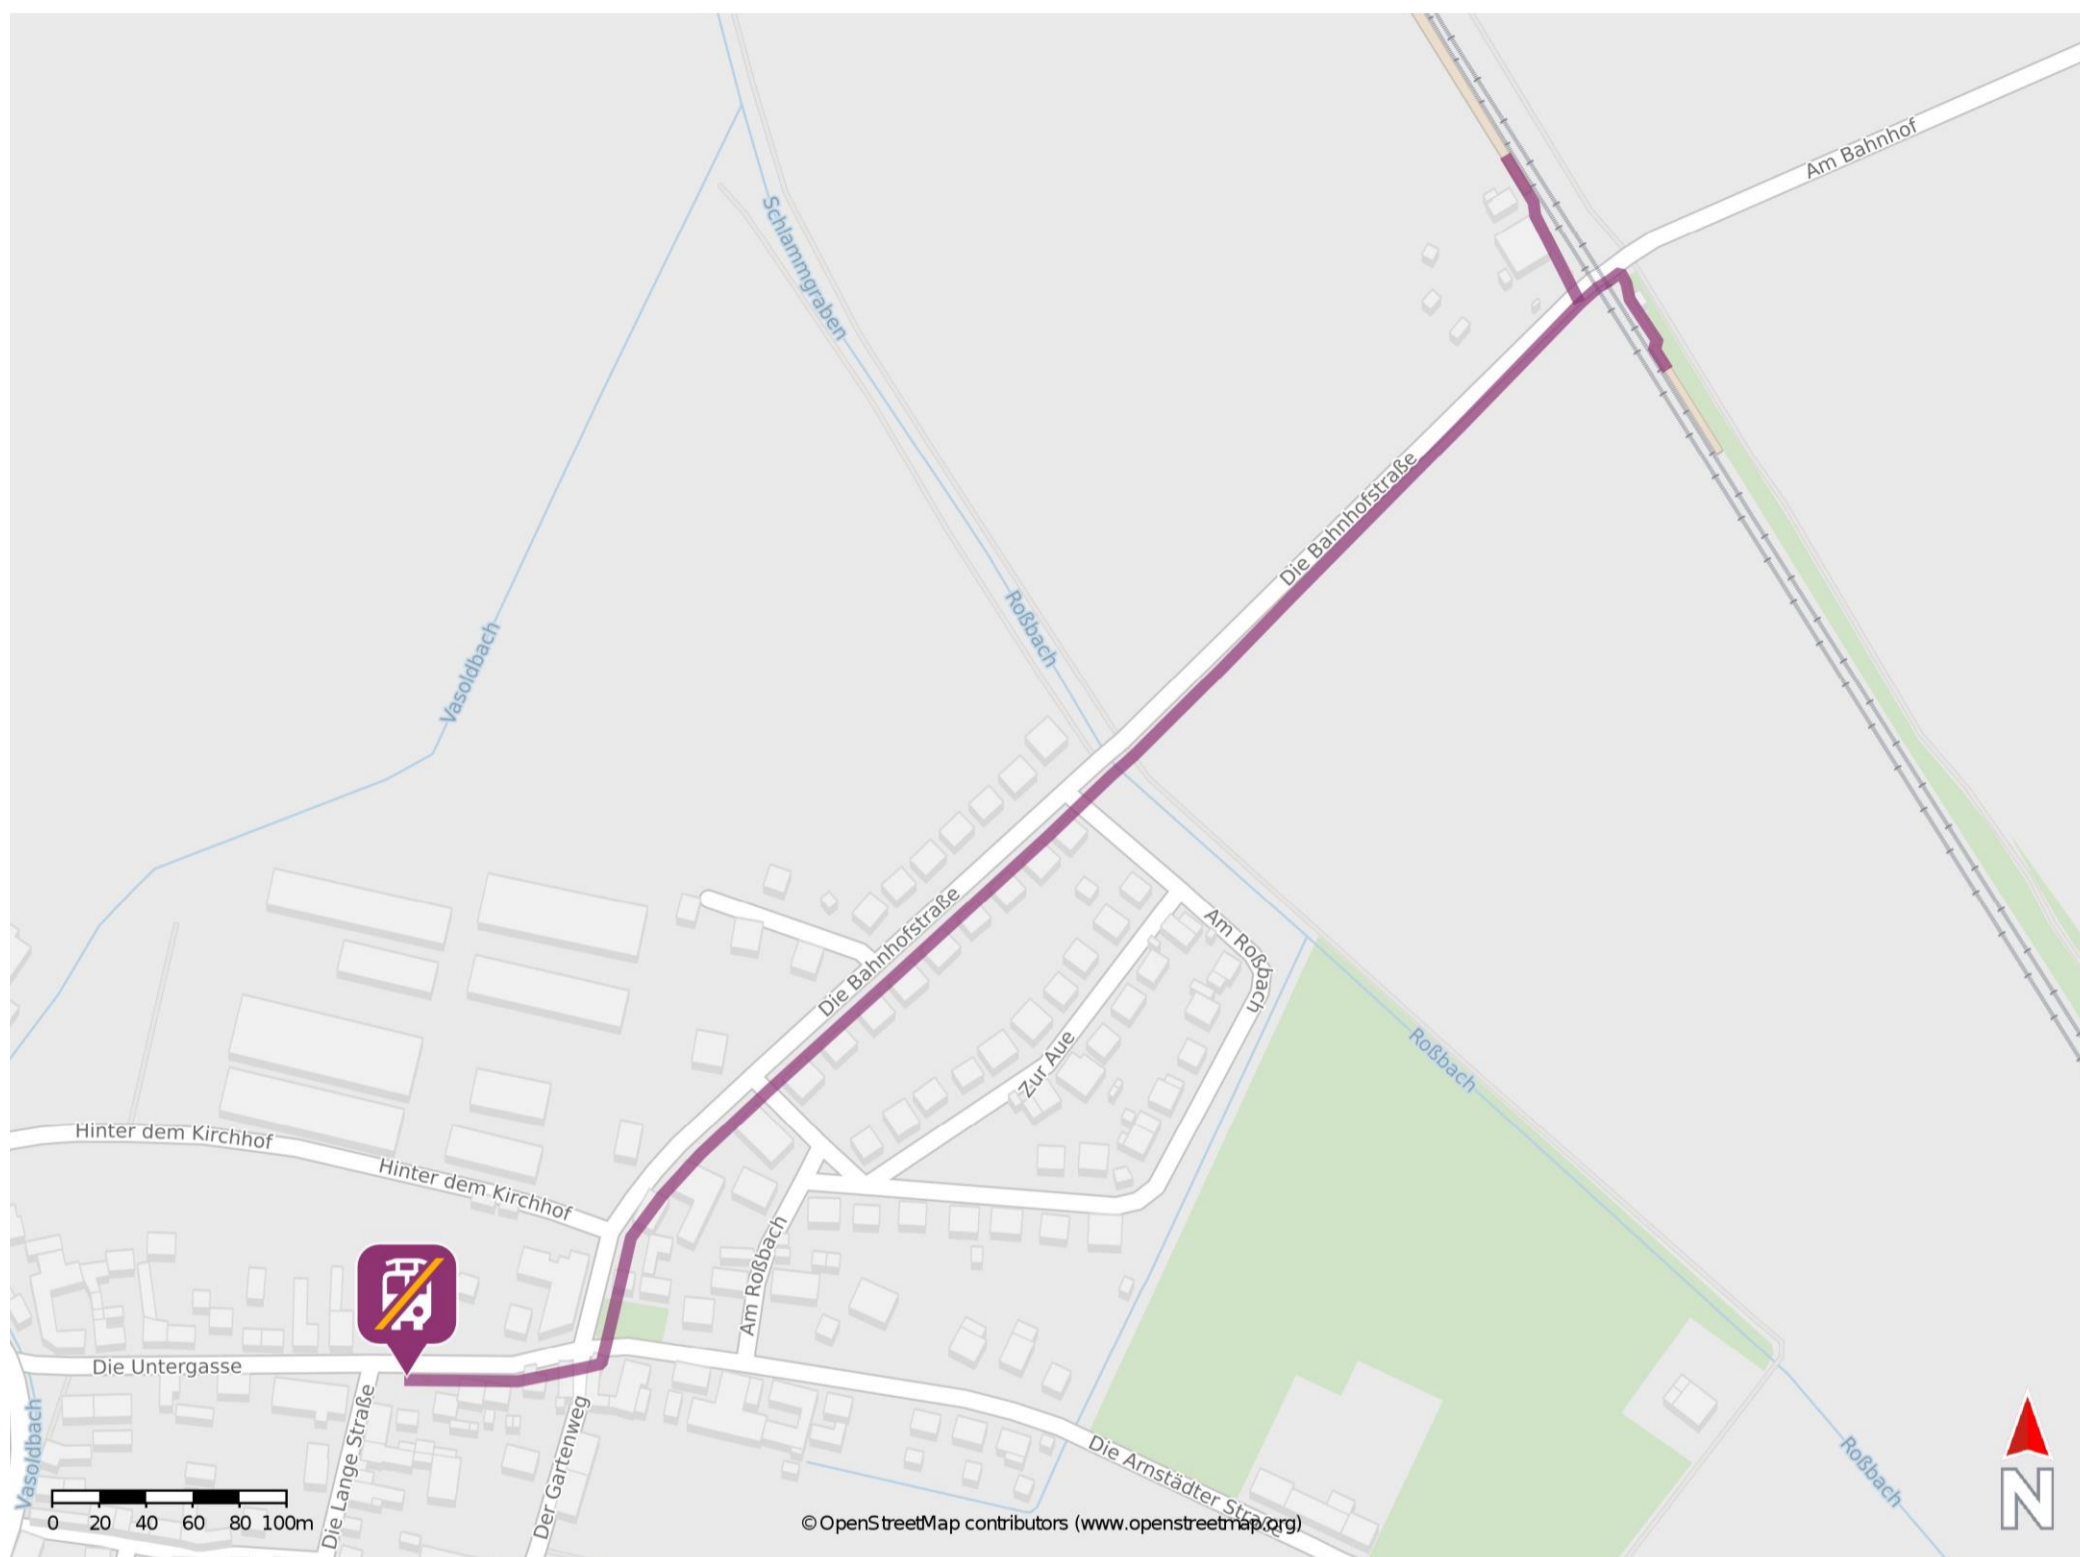 Am Bahnhof
Schlammgraben
Die Bahnhofstraße
Roßbach
Vasoldbach
Die Bahnhofstraße
Am Roßbach
Roßbach
Zur Aue
Hinter dem Kirchhof
Hinter dem Kirchhof
Am Roßbach
Die Untergasse
Vasoldbach
Die Lange Straße
Der Gartenweg
Die Arnstädter Straße
Roßbach
N
0 20 40 60 80 100m
© OpenStreetMap contributors (www.openstreetmap.org)